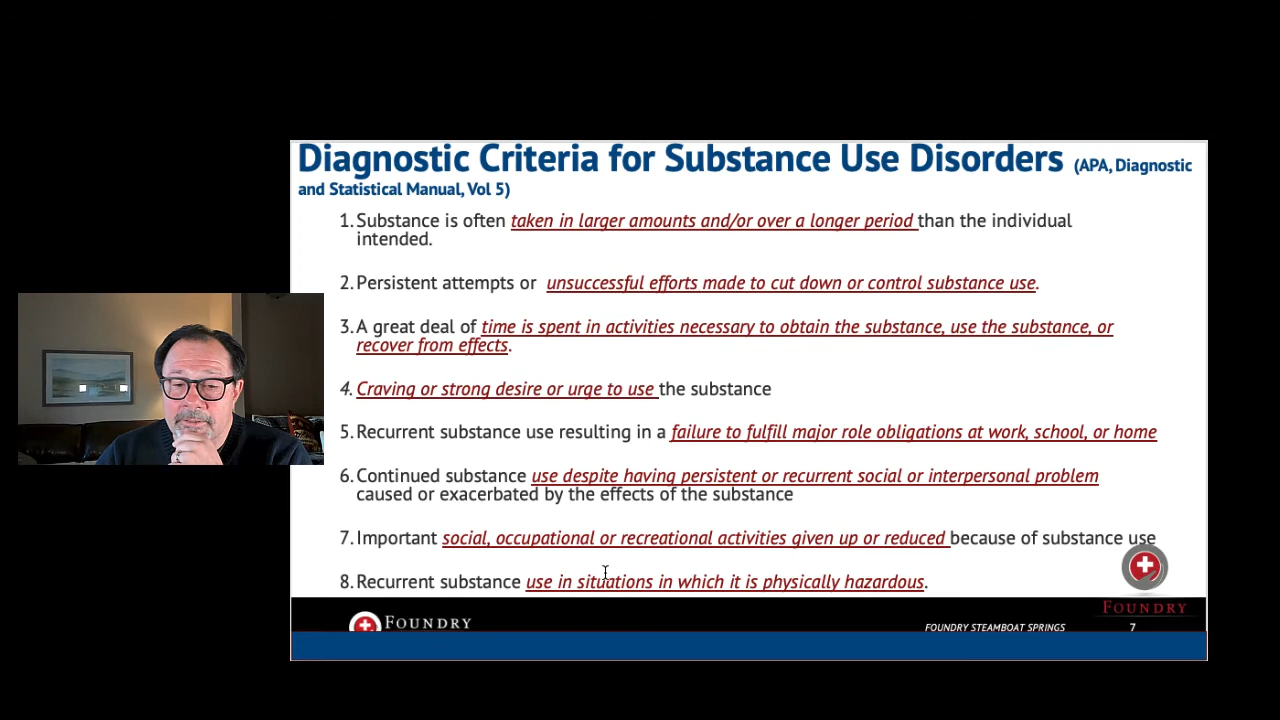 Diagnostic Criteria for Substance Use Disorders (APA, Diagnostic
and Statistical Manual, Vol 5)
1. Substance is often taken in larger amounts and/or over a longer period than the individual
intended.
2. Persistent attempts or unsuccessful efforts made to cut down or control substance use.
3. A great deal of time is spent in activities necessary to obtain the substance, use the substance, or
recover from effects.
4. Craving or strong desire or urge to use the substance
5. Recurrent substance use resulting in a failure to fulfill major role obligations at work, school, or home
6. Continued substance use despite having persistent or recurrent social or interpersonal problem
caused or exacerbated by the effects of the substance
7. Important social, occupational or recreational activities given up or reduced because of substance use
8. Recurrent substance use in situations in which it is physically hazardous.
FOUNDRY
FOUNDRY
FOUNDRY STEAMBOAT SPRINGS 7